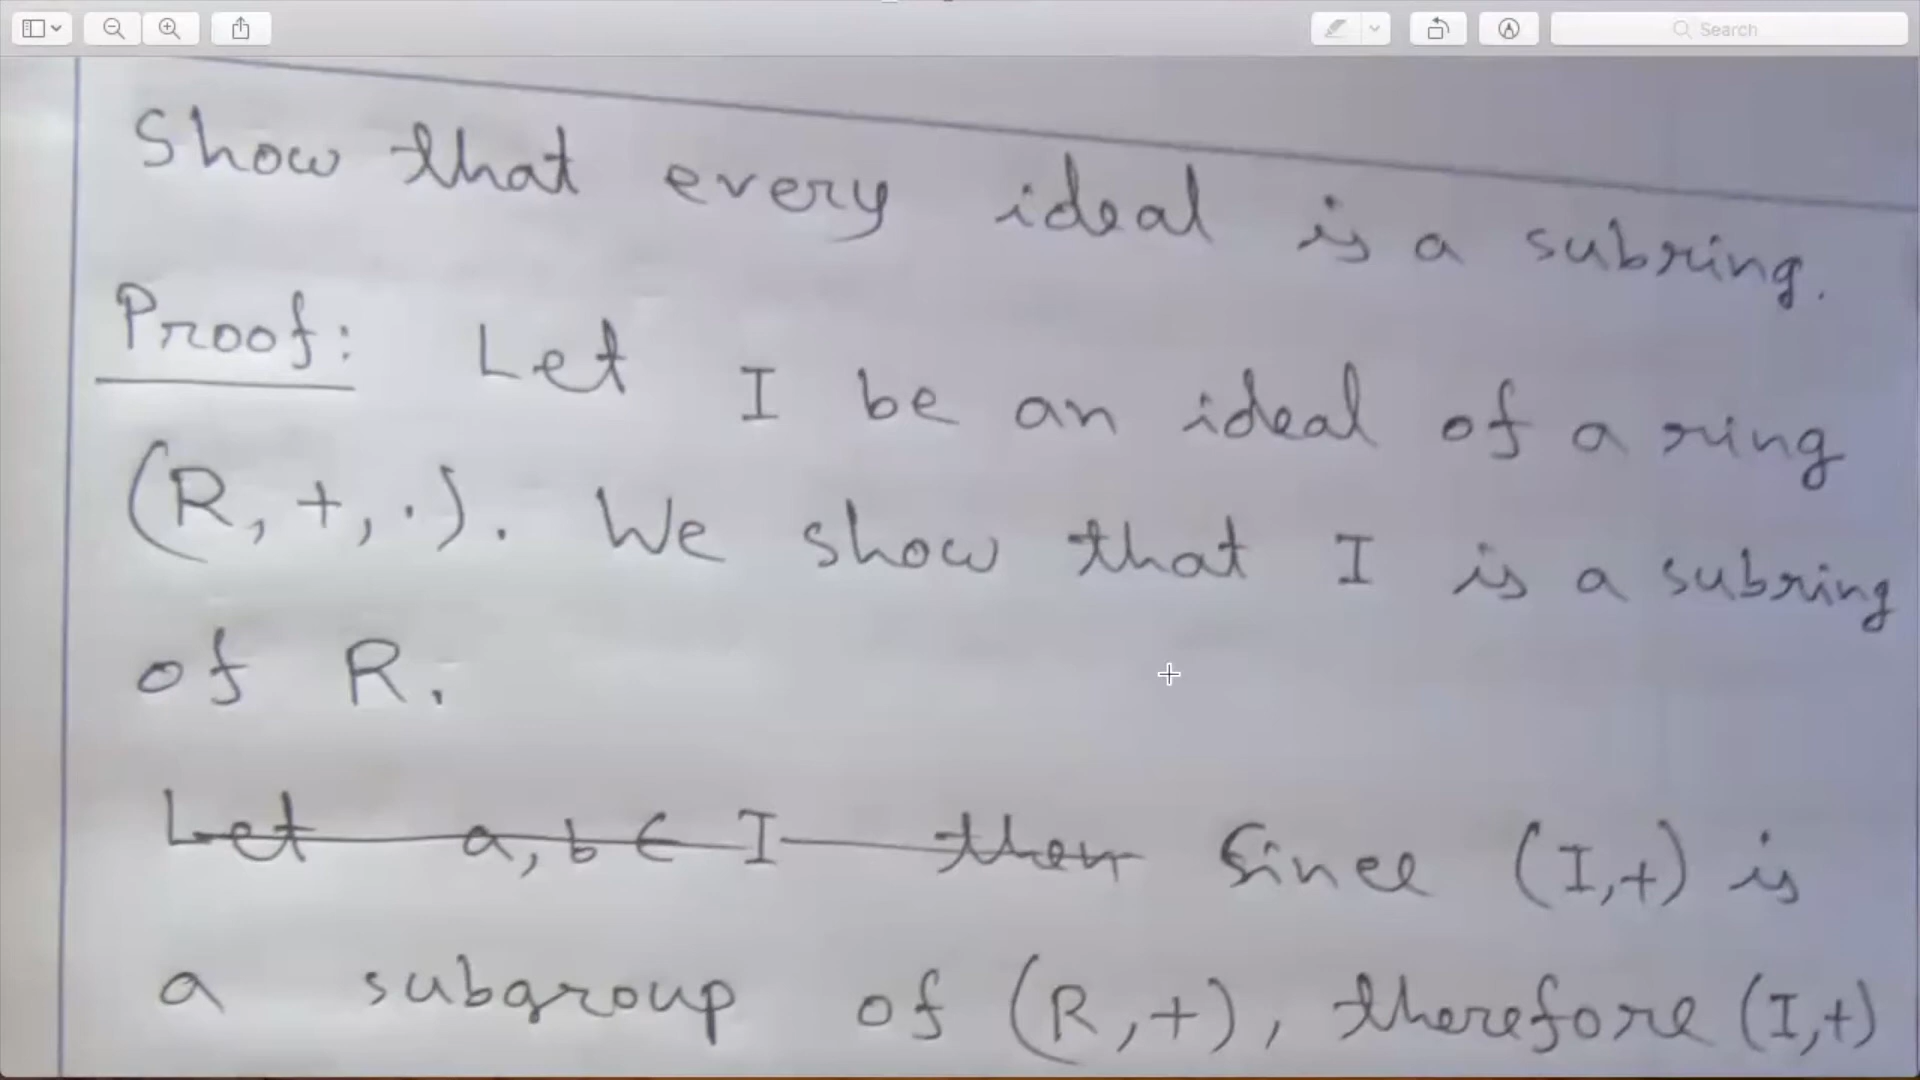 Search
Show that every ideal is a subring.
Proof: Let I be an ideal of a ring
(R, +, ·). We show that I is a subring
of R.
Let a, b ∈ I then Since (I,+) is
a subgroup of (R,+), therefore (I,+)